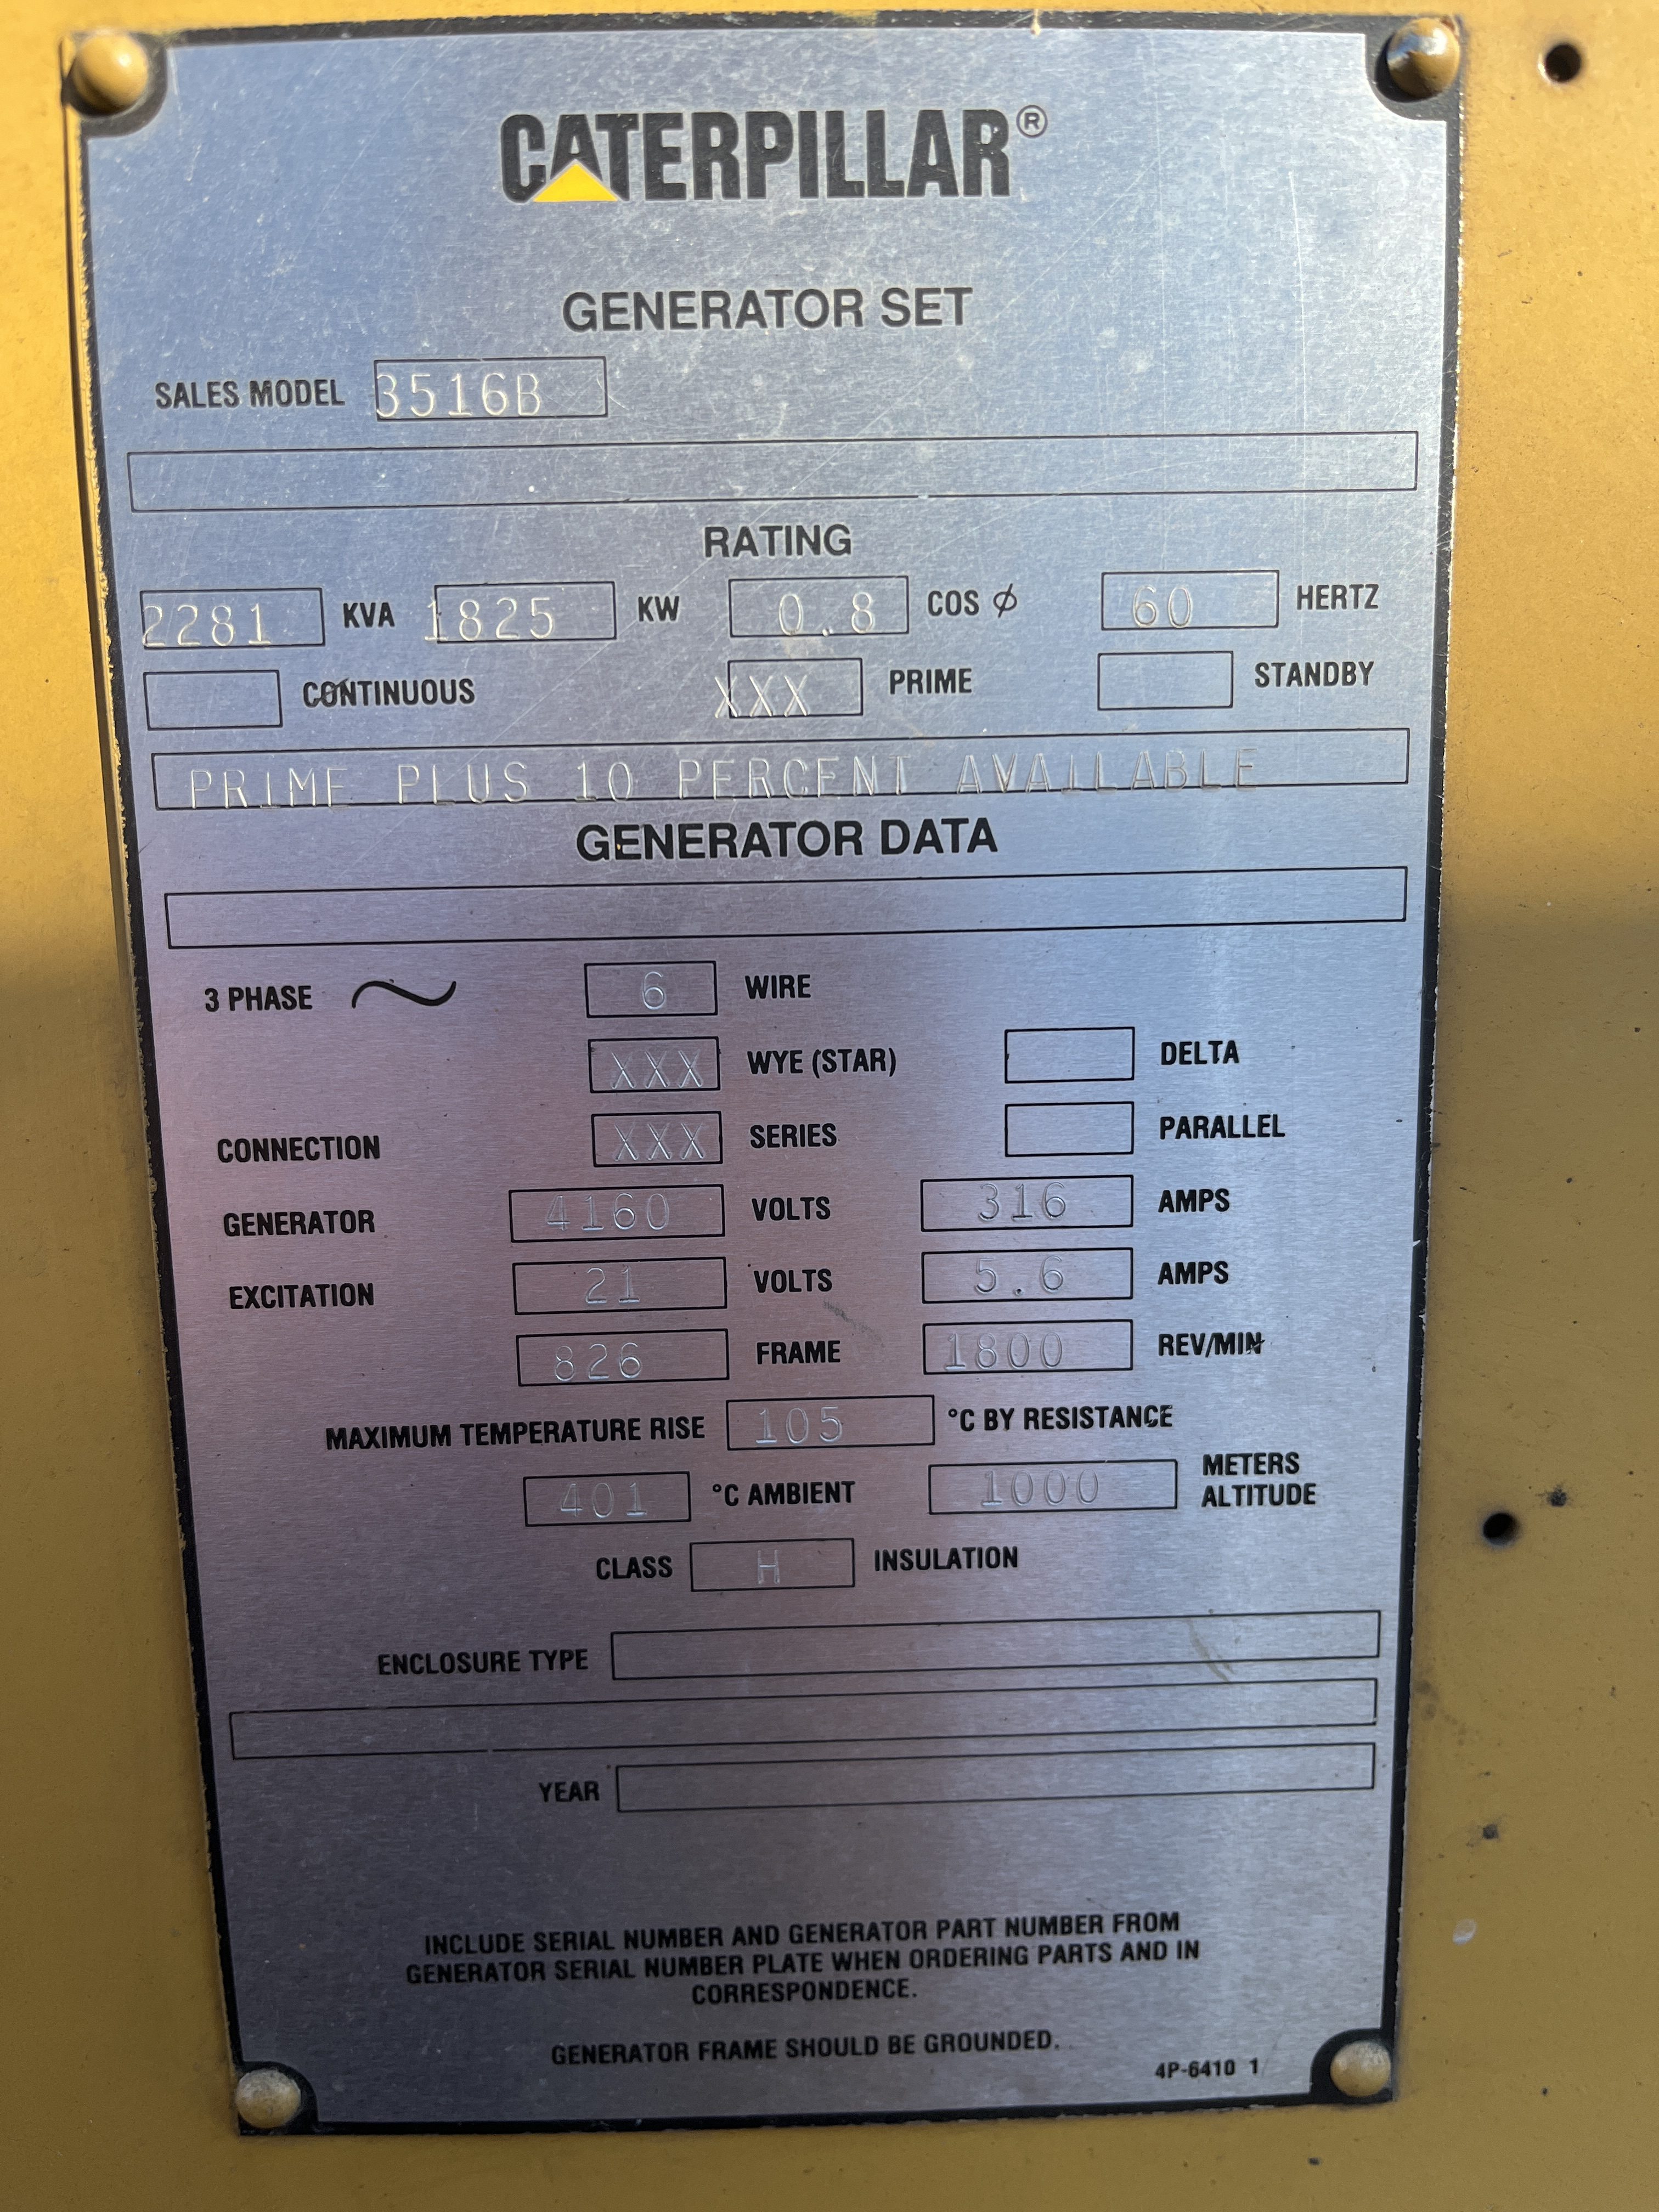 CATERPILLAR®
GENERATOR SET
SALES MODEL 3516B
RATING
2281 KVA 1825 KW 0.8 COS ϕ 60 HERTZ
CONTINUOUS XXX PRIME STANDBY
PRIME PLUS 10 PERCENT AVAILABLE
GENERATOR DATA
3 PHASE ~ 6 WIRE
XXX WYE (STAR) DELTA
CONNECTION XXX SERIES PARALLEL
GENERATOR 4160 VOLTS 316 AMPS
EXCITATION 21 VOLTS 5.6 AMPS
826 FRAME 1800 REV/MIN
MAXIMUM TEMPERATURE RISE 105 °C BY RESISTANCE
401 °C AMBIENT 1000 METERS ALTITUDE
CLASS H INSULATION
ENCLOSURE TYPE
YEAR
INCLUDE SERIAL NUMBER AND GENERATOR PART NUMBER FROM
GENERATOR SERIAL NUMBER PLATE WHEN ORDERING PARTS AND IN
CORRESPONDENCE.
GENERATOR FRAME SHOULD BE GROUNDED.
4P-6410 1